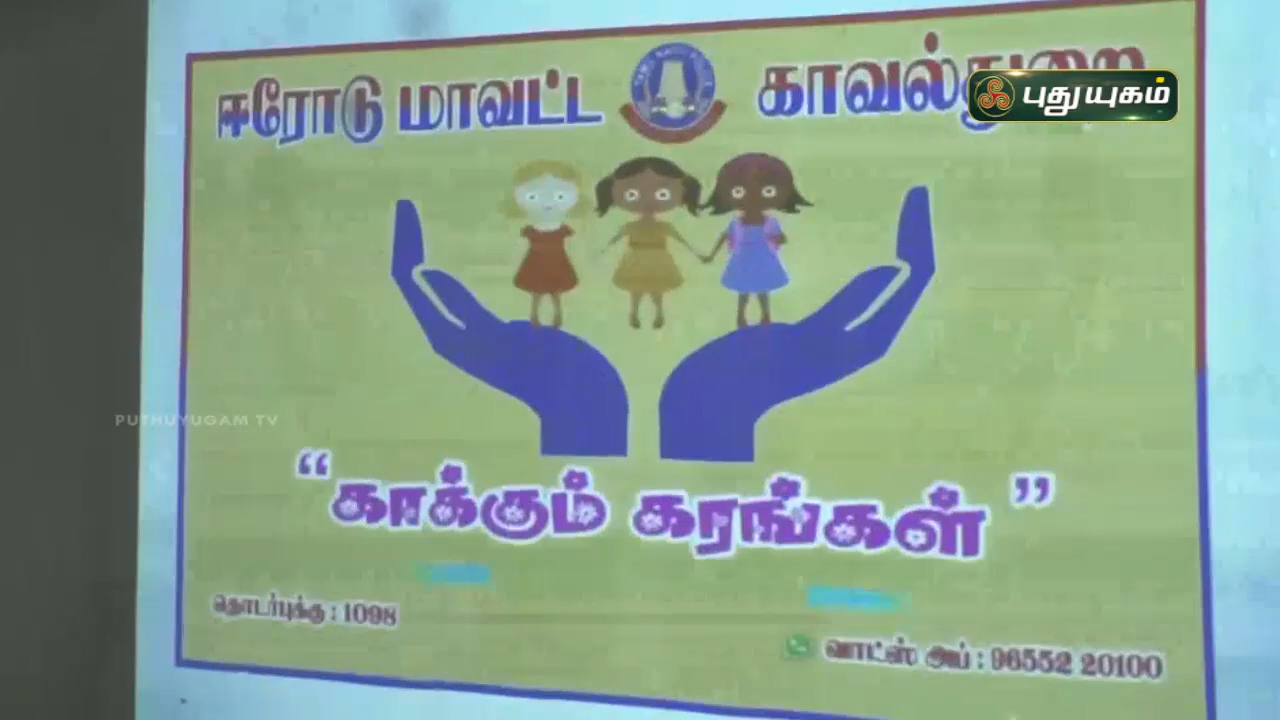 ஈரோடு மாவட்ட காவல்துறை
புதுயுகம்
PUTHUYUGAM TV
“காக்கும் கரங்கள்”
தொடர்புக்கு : 1098
வாட்ஸ் அப் : 96552 20100